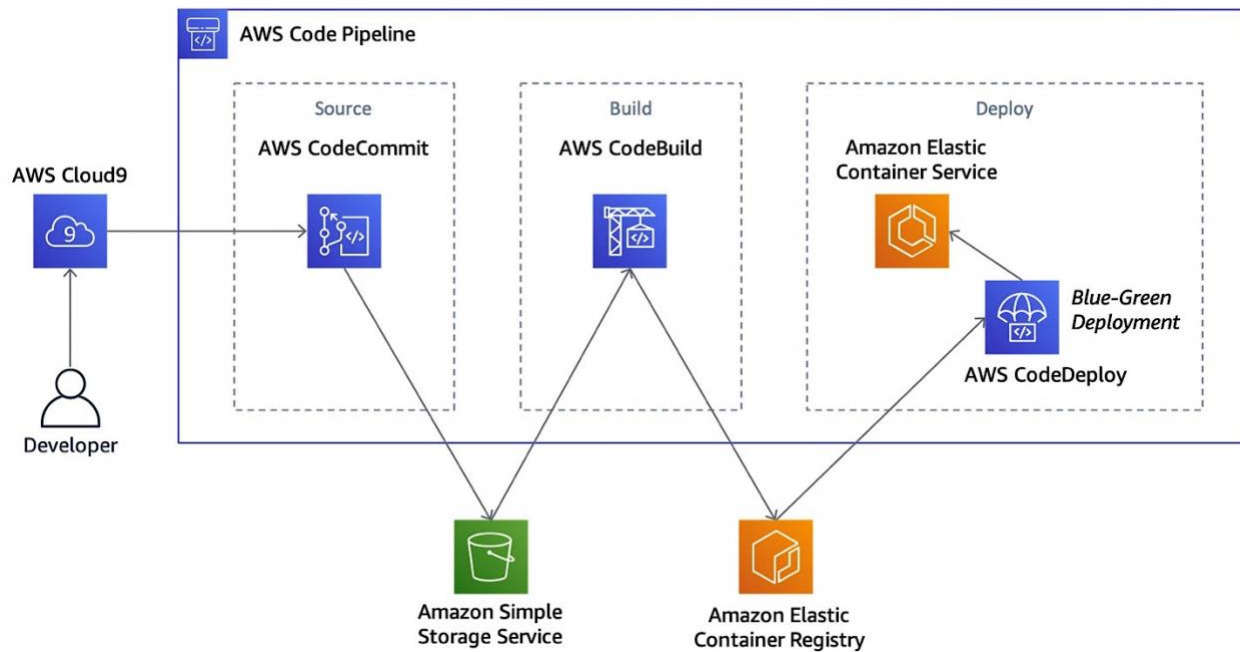 AWS Code Pipeline
Source
Build
Deploy
AWS CodeCommit
AWS CodeBuild
Amazon Elastic
Container Service
AWS Cloud9
9
Blue-Green
Deployment
AWS CodeDeploy
Developer
Amazon Simple
Storage Service
Amazon Elastic
Container Registry